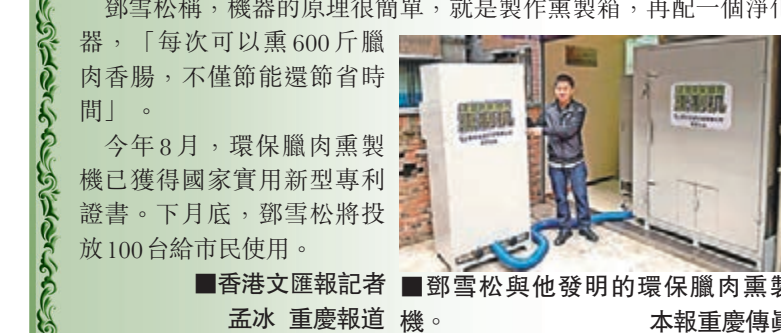 鄧雪松稱，機器的原理很簡單，就是製作熏製箱，再配一個淨化
器，「每次可以熏600斤臘
肉香腸，不僅節能還節省時
間」。
今年8月，環保臘肉熏製
機已獲得國家實用新型專利
證書。下月底，鄧雪松將投
放100台給市民使用。
■香港文匯報記者
孟冰 重慶報道
■鄧雪松與他發明的環保臘肉熏製
機。 本報重慶傳真